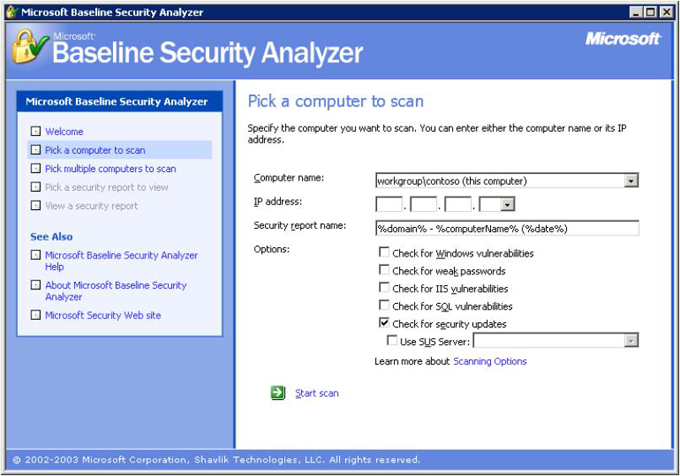 Microsoft Baseline Security Analyzer
Microsoft®
Baseline Security Analyzer
Microsoft
Microsoft Baseline Security Analyzer
Welcome
Pick a computer to scan
Pick multiple computers to scan
Pick a security report to view
View a security report
See Also
Microsoft Baseline Security Analyzer
Help
About Microsoft Baseline Security
Analyzer
Microsoft Security Web site
Pick a computer to scan
Specify the computer you want to scan. You can enter either the computer name or its IP
address.
Computer name: workgroup\contoso (this computer)
IP address: . . .
Security report name: %domain% - %computerName% (%date%)
Options:
Check for Windows vulnerabilities
Check for weak passwords
Check for IIS vulnerabilities
Check for SQL vulnerabilities
Check for security updates
Use SUS Server:
Learn more about Scanning Options
Start scan
© 2002-2003 Microsoft Corporation, Shavlik Technologies, LLC. All rights reserved.